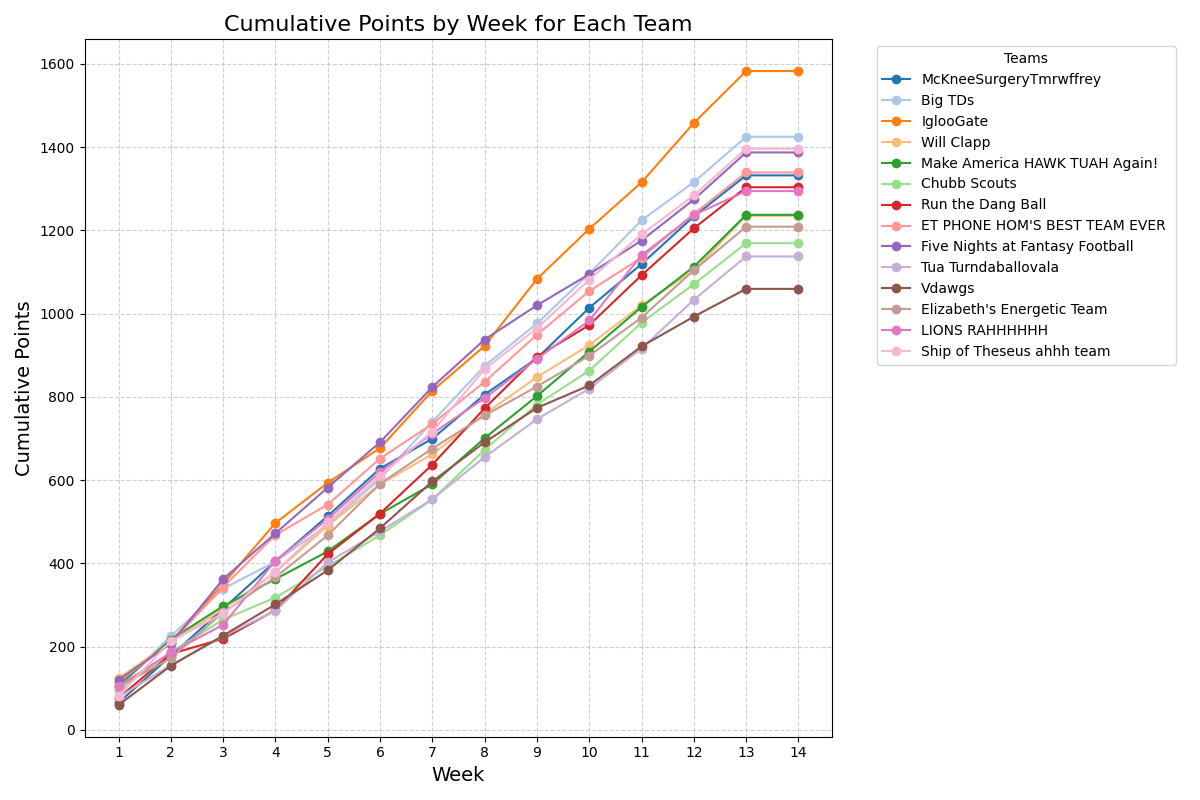 Cumulative Points by Week for Each Team
Cumulative Points
1600
1400
1200
1000
800
600
400
200
0
1 2 3 4 5 6 7 8 9 10 11 12 13 14
Week
Teams
McKneeSurgeryTmrwffrey
Big TDs
IglooGate
Will Clapp
Make America HAWK TUAH Again!
Chubb Scouts
Run the Dang Ball
ET PHONE HOM'S BEST TEAM EVER
Five Nights at Fantasy Football
Tua Turndaballovala
Vdawgs
Elizabeth's Energetic Team
LIONS RAHHHHHH
Ship of Theseus ahhh team